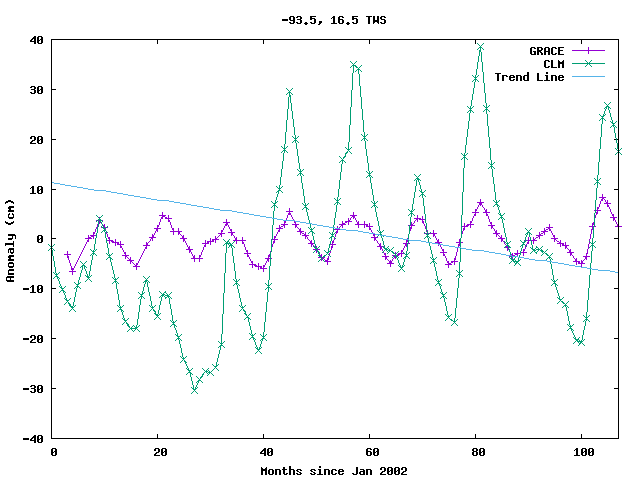 -93.5, 16.5 TWS
GRACE
CLM
Trend Line
40
30
20
10
0
-10
-20
-30
-40
Anomaly (cm)
0 20 40 60 80 100
Months since Jan 2002